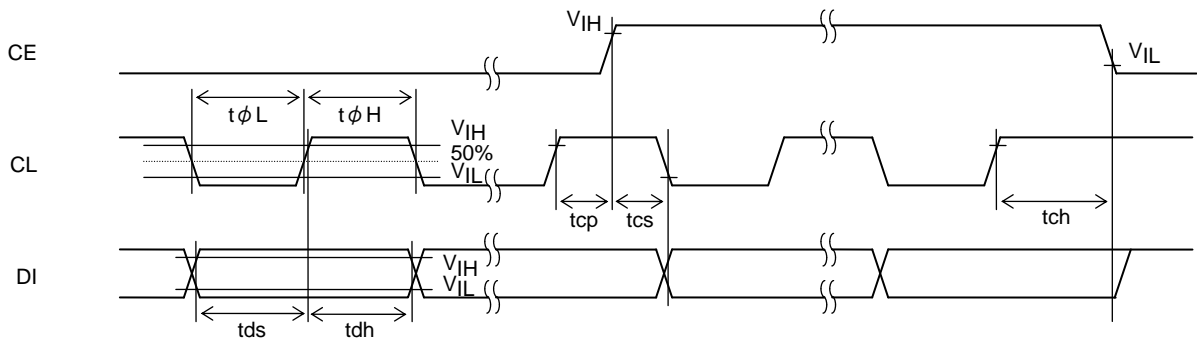 CE
VIH
VIL
tϕL
tϕH
CL
VIH
50%
VIL
tcp
tcs
tch
DI
VIH
VIL
tds
tdh